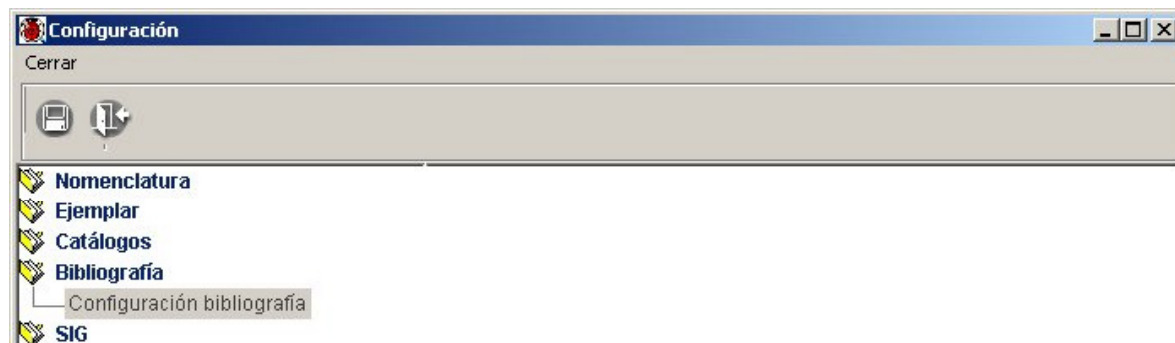 Configuración
Cerrar
Nomenclatura
Ejemplar
Catálogos
Bibliografía
Configuración bibliografía
SIG